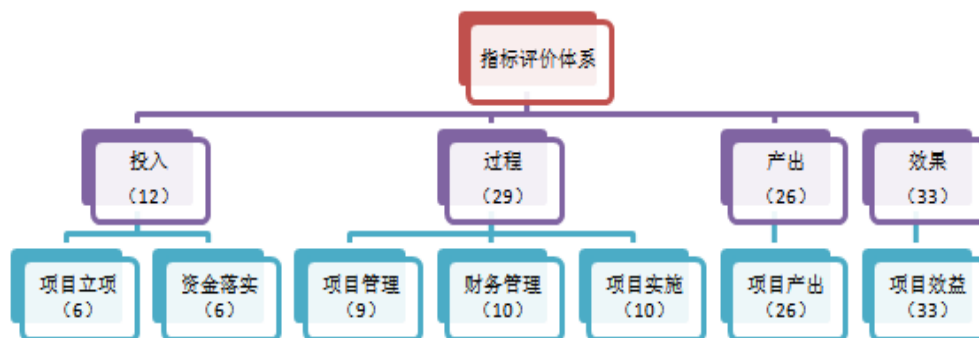 指标评价体系
投入
（12）
过程
（29）
产出
（26）
效果
（33）
项目立项
（6）
资金落实
（6）
项目管理
（9）
财务管理
（10）
项目实施
（10）
项目产出
（26）
项目效益
（33）